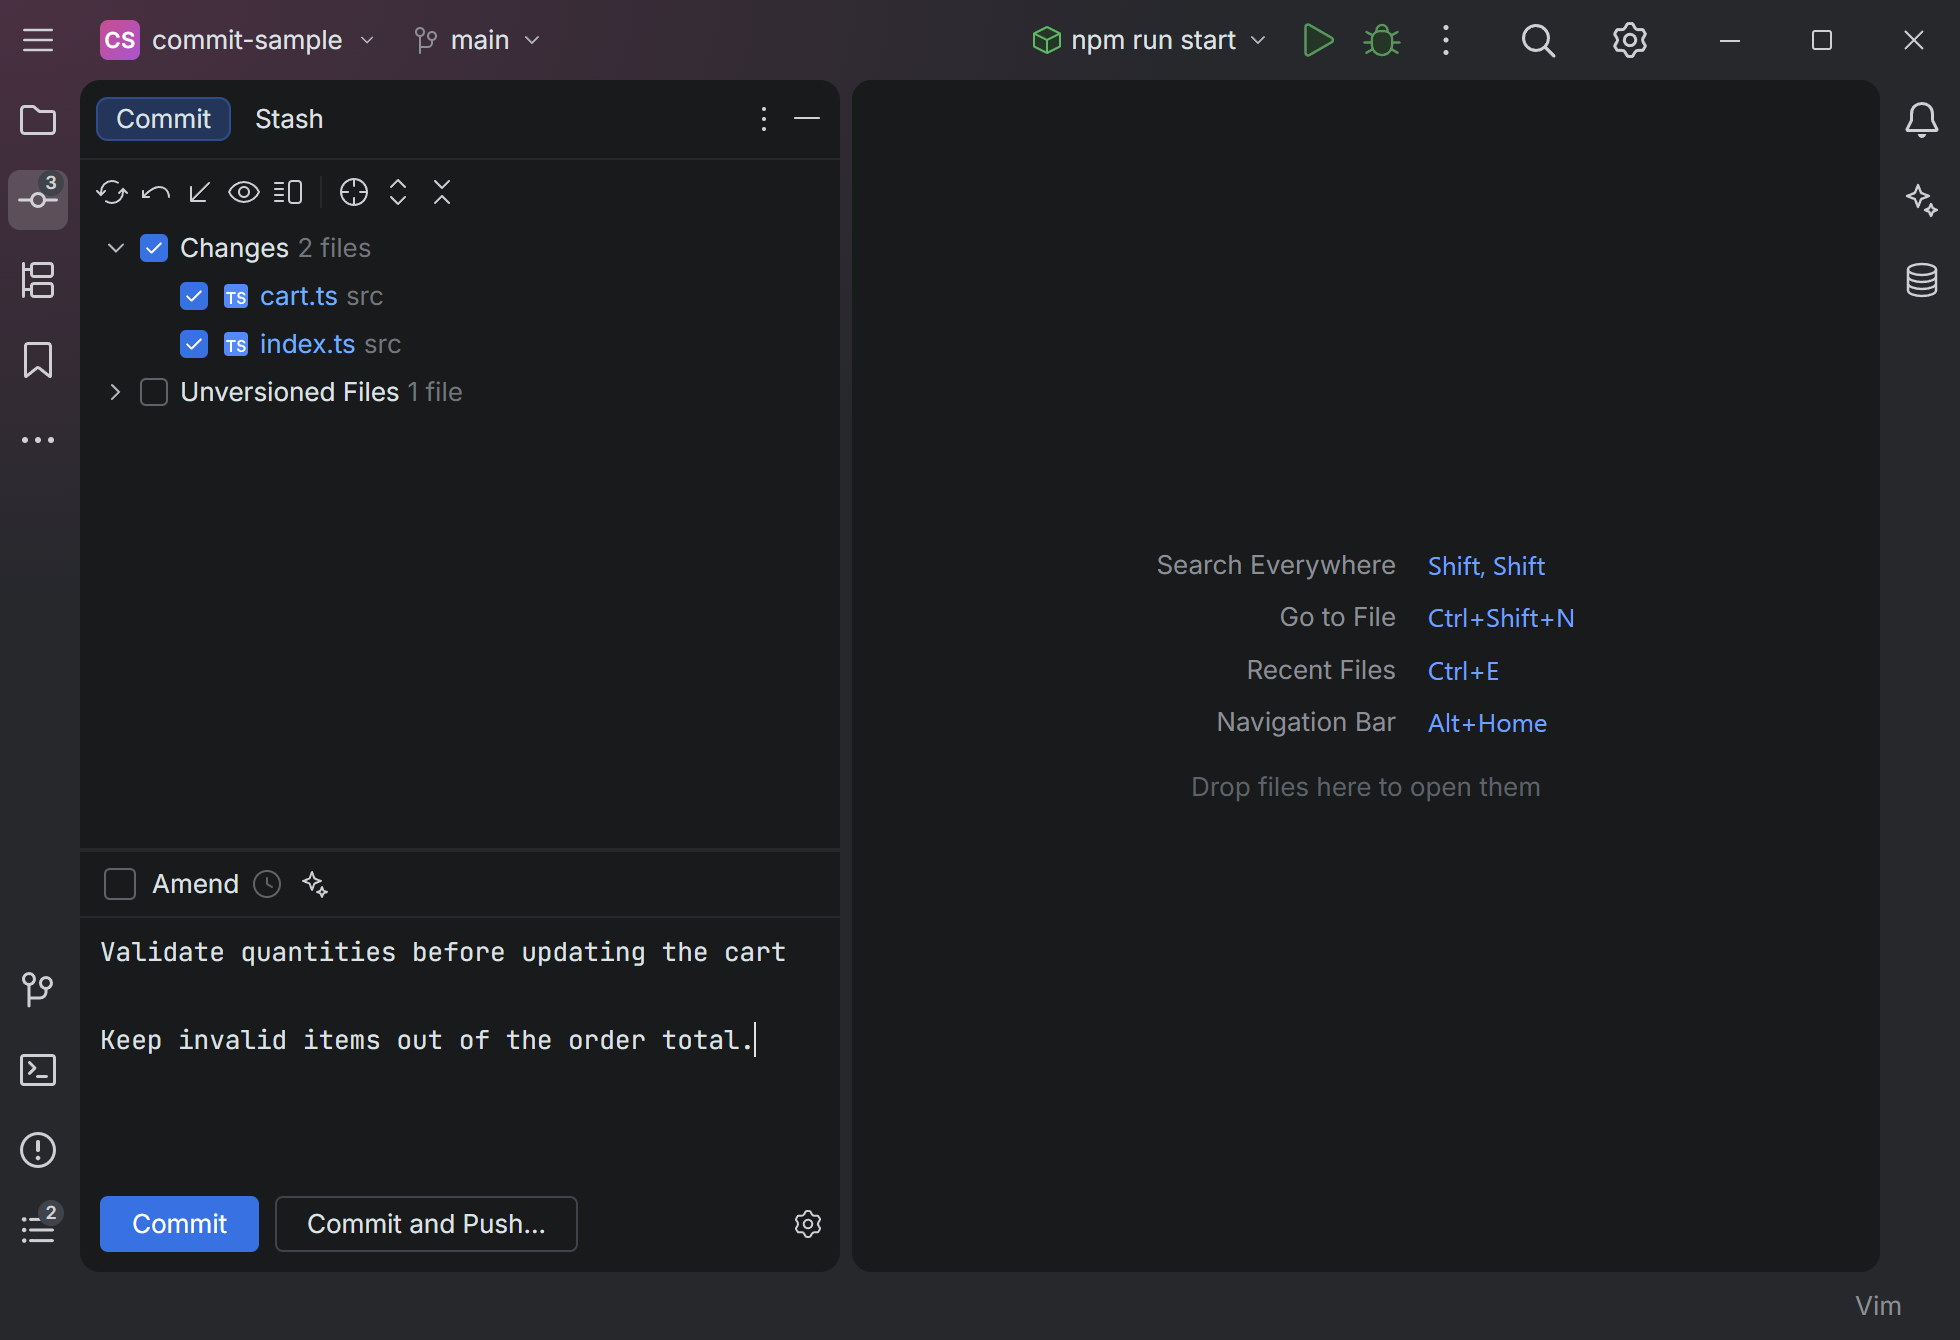 CS commit-sample main npm run start
Commit Stash
3
Changes 2 files
TS cart.ts src
TS index.ts src
Unversioned Files 1 file
Search Everywhere Shift, Shift
Go to File Ctrl+Shift+N
Recent Files Ctrl+E
Navigation Bar Alt+Home
Drop files here to open them
Amend
Validate quantities before updating the cart
Keep invalid items out of the order total.
2
Commit Commit and Push...
Vim